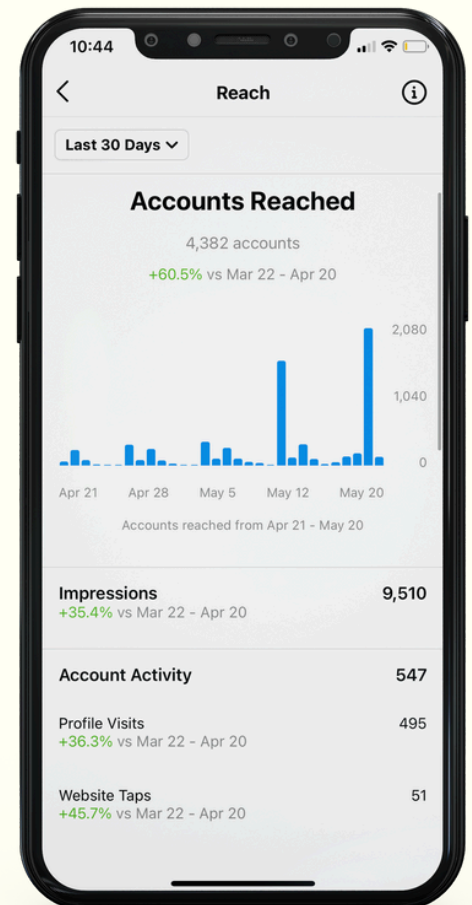 10:44
Reach
Last 30 Days
Accounts Reached
4,382 accounts
+60.5% vs Mar 22 - Apr 20
2,080
1,040
0
Apr 21 Apr 28 May 5 May 12 May 20
Accounts reached from Apr 21 - May 20
Impressions 9,510
+35.4% vs Mar 22 - Apr 20
Account Activity 547
Profile Visits 495
+36.3% vs Mar 22 - Apr 20
Website Taps 51
+45.7% vs Mar 22 - Apr 20